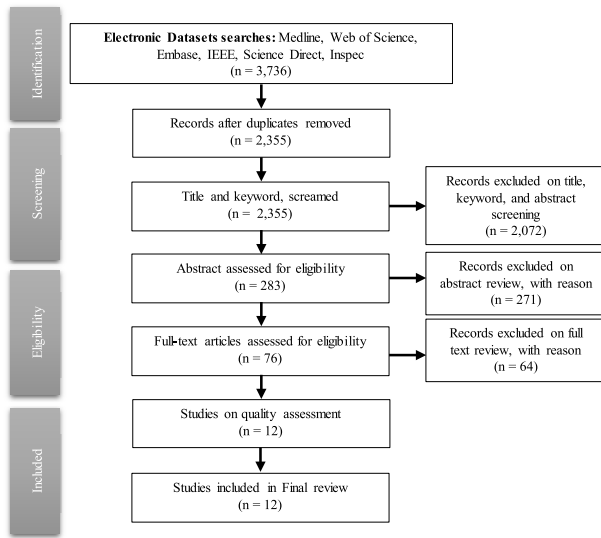 Identification
Electronic Datasets searches: Medline, Web of Science,
Embase, IEEE, Science Direct, Inspec
(n = 3,736)
Records after duplicates removed
(n = 2,355)
Screening
Title and keyword, screamed
(n = 2,355)
Records excluded on title,
keyword, and abstract
screening
(n = 2,072)
Eligibility
Abstract assessed for eligibility
(n = 283)
Records excluded on
abstract review, with reason
(n = 271)
Full-text articles assessed for eligibility
(n = 76)
Records excluded on full
text review, with reason
(n = 64)
Included
Studies on quality assessment
(n = 12)
Studies included in Final review
(n = 12)